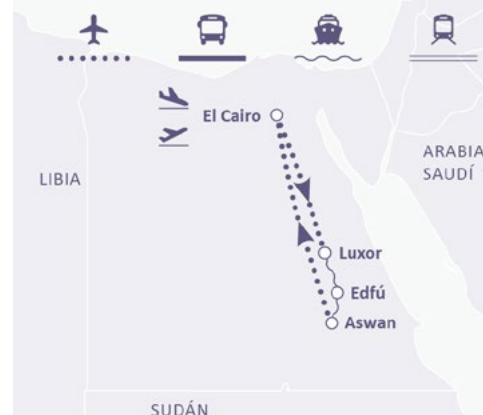 El Cairo
LIBIA
ARABIA
SAUDÍ
Luxor
Edfú
Aswan
SUDÁN